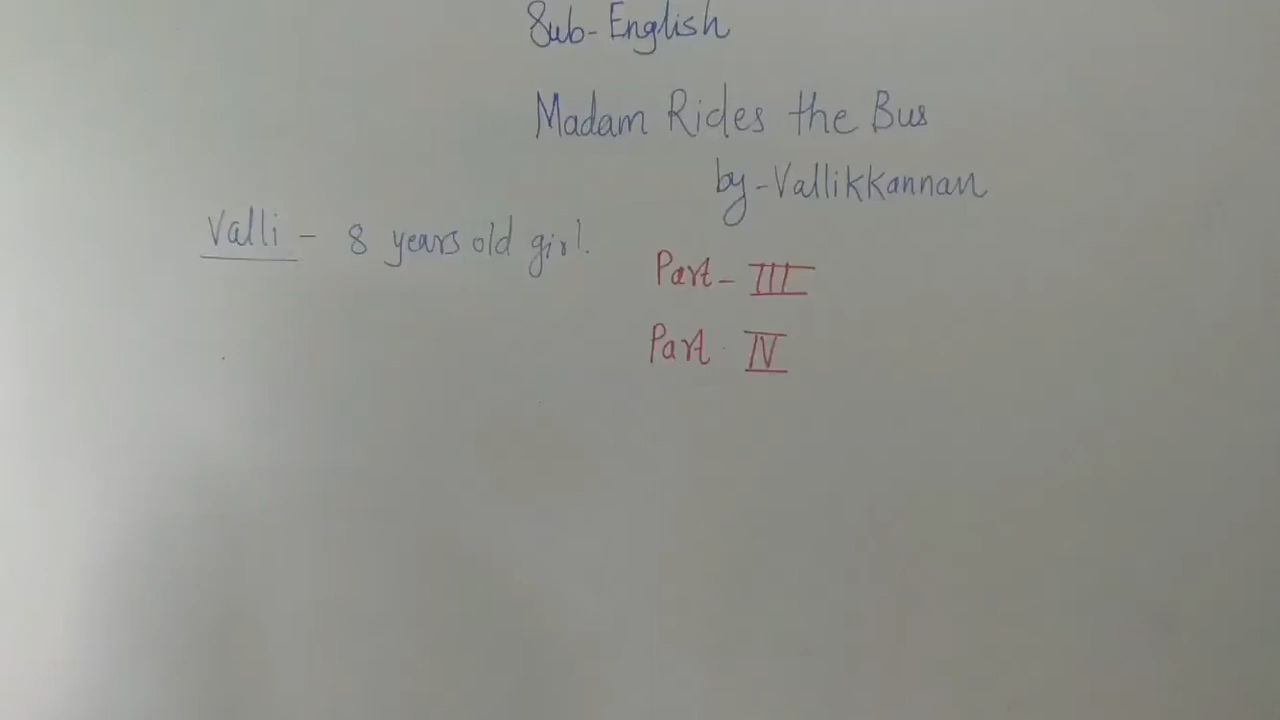 Sub- English
Madam Rides the Bus
by - Vallikkannan
Valli - 8 years old girl.
Part - III
Part - IV